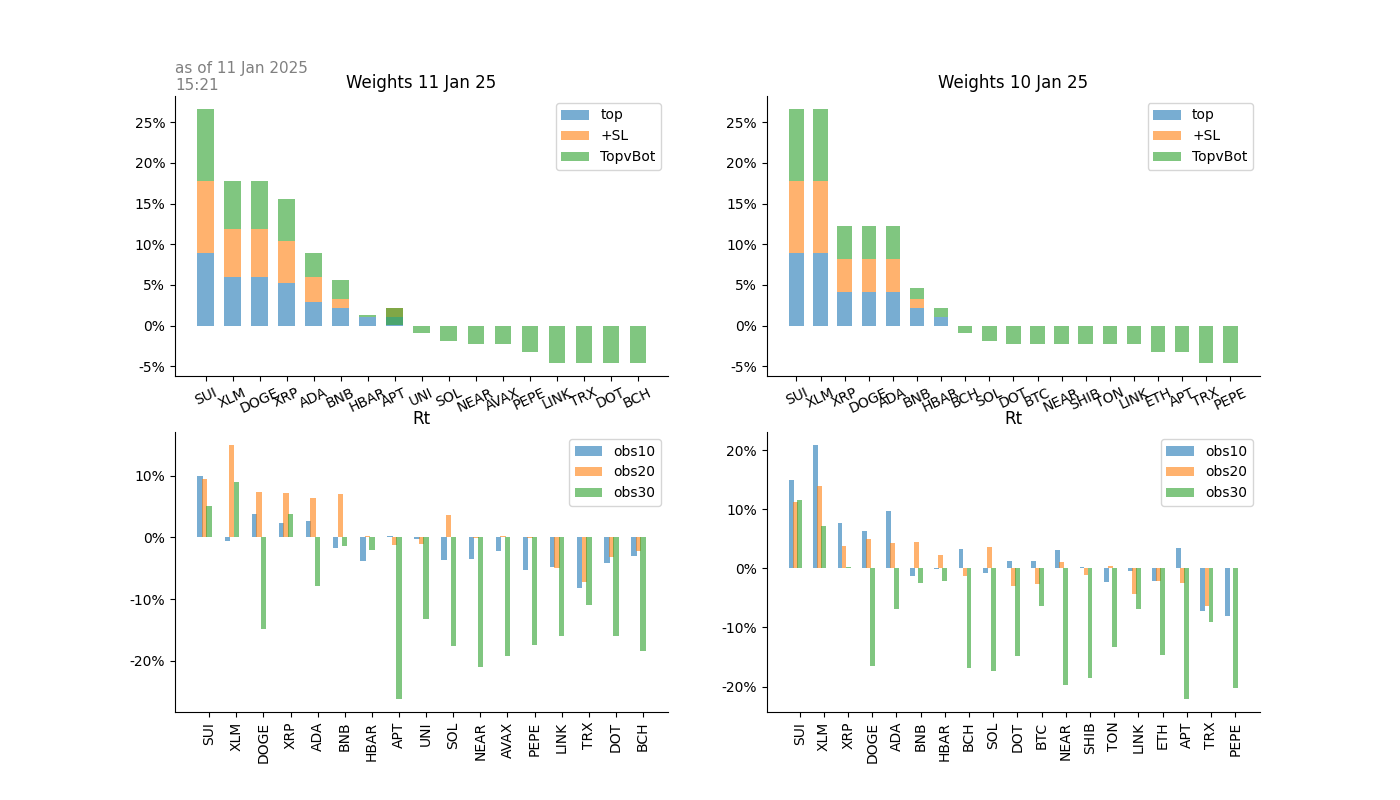 as of 11 Jan 2025
15:21
Weights 11 Jan 25
top
+SL
TopvBot
25%
20%
15%
10%
5%
0%
-5%
SUI XLM DOGE XRP ADA BNB HBAR APT UNI SOL NEAR AVAX PEPE LINK TRX DOT BCH
Weights 10 Jan 25
top
+SL
TopvBot
25%
20%
15%
10%
5%
0%
-5%
SUI XLM XRP DOGE ADA BNB HBAR BCH SOL DOT BTC NEAR SHIB TON LINK ETH APT TRX PEPE
Rt
obs10
obs20
obs30
10%
0%
-10%
-20%
SUI XLM DOGE XRP ADA BNB HBAR APT UNI SOL NEAR AVAX PEPE LINK TRX DOT BCH
Rt
obs10
obs20
obs30
20%
10%
0%
-10%
-20%
SUI XLM XRP DOGE ADA BNB HBAR BCH SOL DOT BTC NEAR SHIB TON LINK ETH APT TRX PEPE